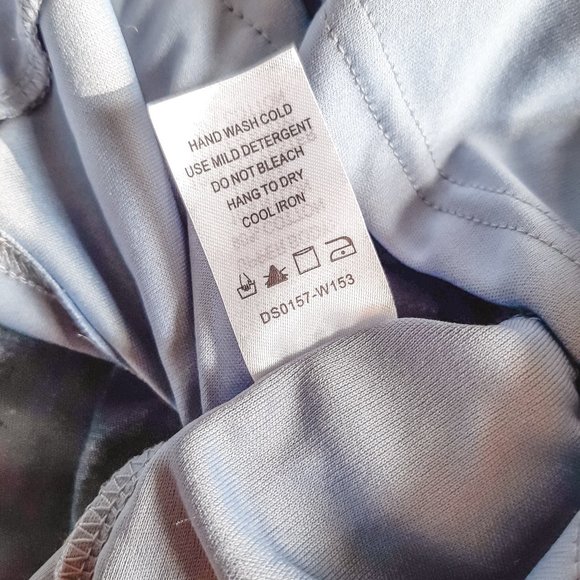 HAND WASH COLD
USE MILD DETERGENT
DO NOT BLEACH
HANG TO DRY
COOL IRON
DS0157-W153